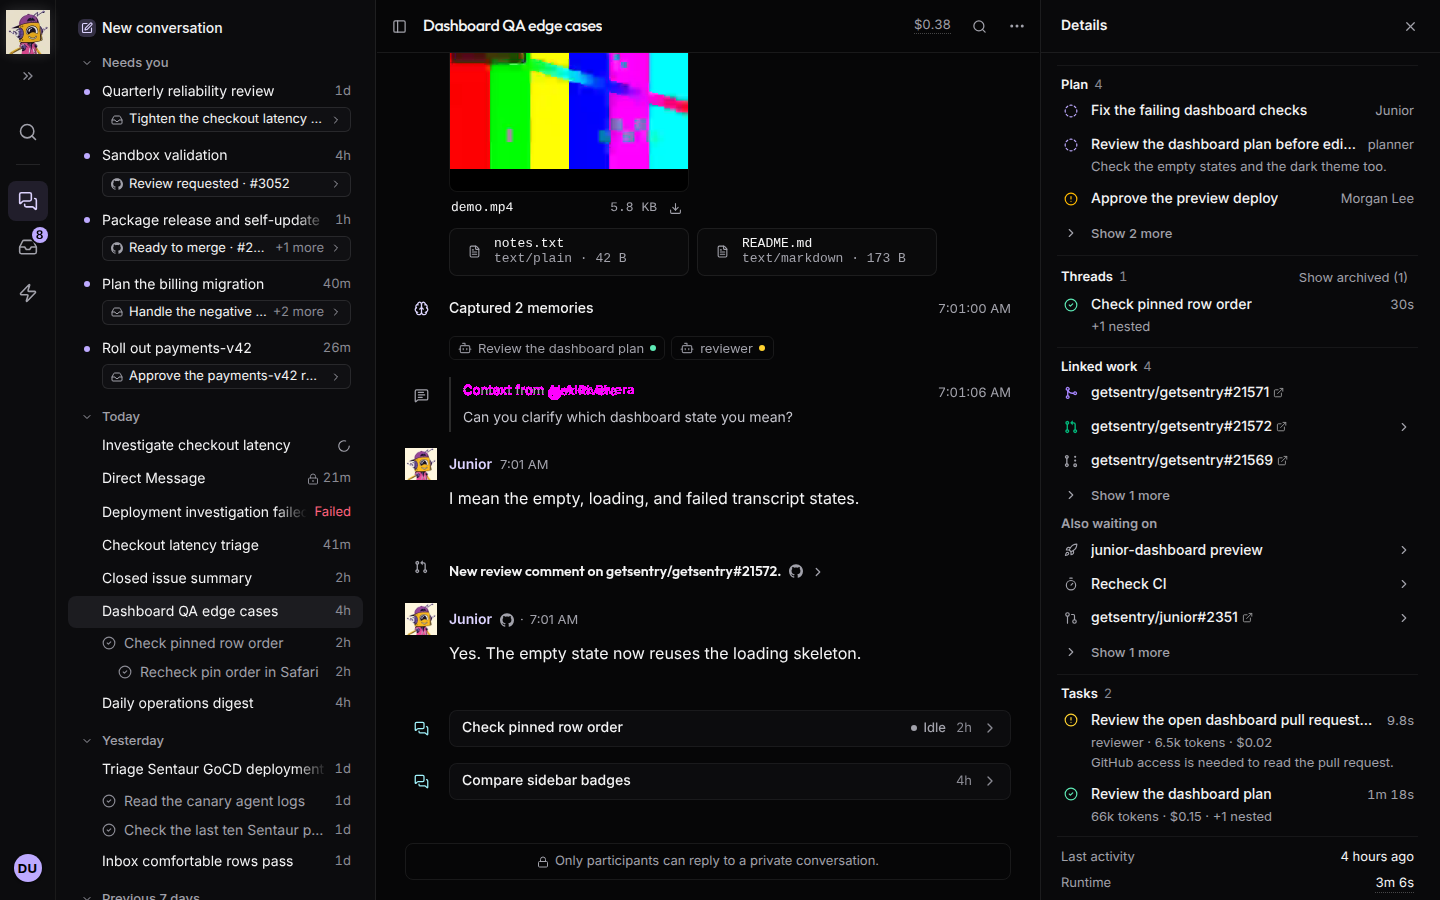 New conversation
Needs you
Quarterly reliability review 1d
Tighten the checkout latency ...
Sandbox validation 4h
Review requested · #3052
Package release and self-update 1h
Ready to merge · #2... +1 more
Plan the billing migration 40m
Handle the negative ... +2 more
Roll out payments-v42 26m
Approve the payments-v42 r...
Today
Investigate checkout latency
Direct Message 21m
Deployment investigation failed Failed
Checkout latency triage 41m
Closed issue summary 2h
Dashboard QA edge cases 4h
Check pinned row order 2h
Recheck pin order in Safari 2h
Daily operations digest 4h
Yesterday
Triage Sentaur GoCD deployment 1d
Read the canary agent logs 1d
Check the last ten Sentaur p... 1d
Inbox comfortable rows pass 1d
Previous 7 days
8
DU
Dashboard QA edge cases $0.38
demo.mp4 5.8 KB
notes.txt
text/plain · 42 B
README.md
text/markdown · 173 B
Captured 2 memories 7:01:00 AM
Review the dashboard plan
reviewer
Context from
7:01:06 AM
Can you clarify which dashboard state you mean?
Junior 7:01 AM
I mean the empty, loading, and failed transcript states.
New review comment on getsentry/getsentry#21572.
Junior · 7:01 AM
Yes. The empty state now reuses the loading skeleton.
Check pinned row order Idle 2h
Compare sidebar badges 4h
Only participants can reply to a private conversation.
Details
Plan 4
Fix the failing dashboard checks Junior
Review the dashboard plan before edi... planner
Check the empty states and the dark theme too.
Approve the preview deploy Morgan Lee
Show 2 more
Threads 1 Show archived (1)
Check pinned row order 30s
+1 nested
Linked work 4
getsentry/getsentry#21571
getsentry/getsentry#21572
getsentry/getsentry#21569
Show 1 more
Also waiting on
junior-dashboard preview
Recheck CI
getsentry/junior#2351
Show 1 more
Tasks 2
Review the open dashboard pull request... 9.8s
reviewer · 6.5k tokens · $0.02
GitHub access is needed to read the pull request.
Review the dashboard plan 1m 18s
66k tokens · $0.15 · +1 nested
Last activity 4 hours ago
Runtime 3m 6s